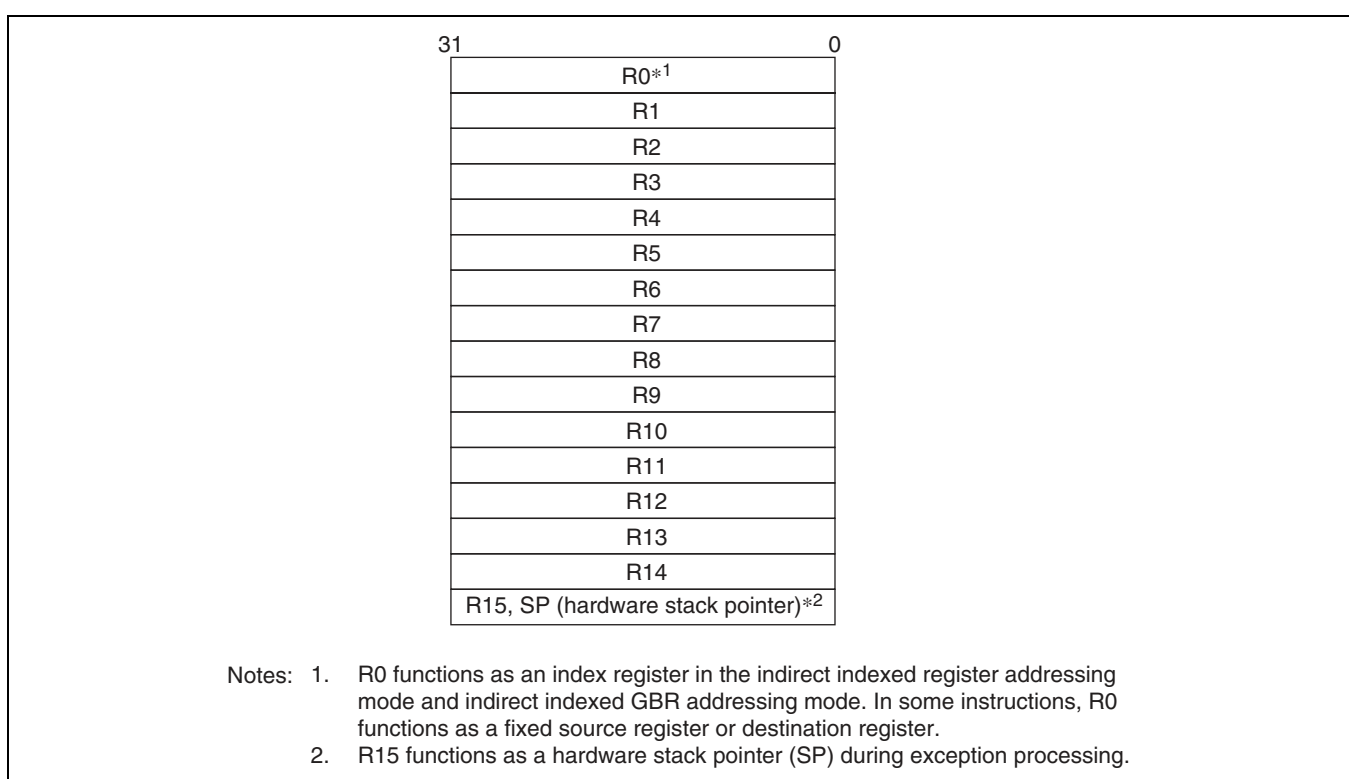 31 0
R0*1
R1
R2
R3
R4
R5
R6
R7
R8
R9
R10
R11
R12
R13
R14
R15, SP (hardware stack pointer)*2
Notes: 1. R0 functions as an index register in the indirect indexed register addressing
mode and indirect indexed GBR addressing mode. In some instructions, R0
functions as a fixed source register or destination register.
2. R15 functions as a hardware stack pointer (SP) during exception processing.